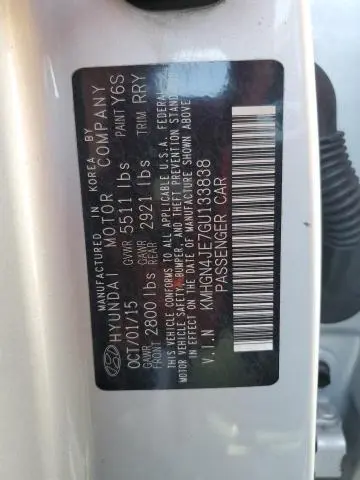 MANUFACTURED IN KOREA BY
HYUNDAI MOTOR COMPANY
OCT/01/15 GVWR 5511 lbs PAINT Y6S
GAWR FRONT 2800 lbs GAWR REAR 2921 lbs TRIM RRY
THIS VEHICLE CONFORMS TO ALL APPLICABLE U.S.A. FEDERAL
MOTOR VEHICLE SAFETY, BUMPER, AND THEFT PREVENTION STANDARDS
IN EFFECT ON THE DATE OF MANUFACTURE SHOWN ABOVE.
V.I.N KMHGN4JE7GU133838
PASSENGER CAR